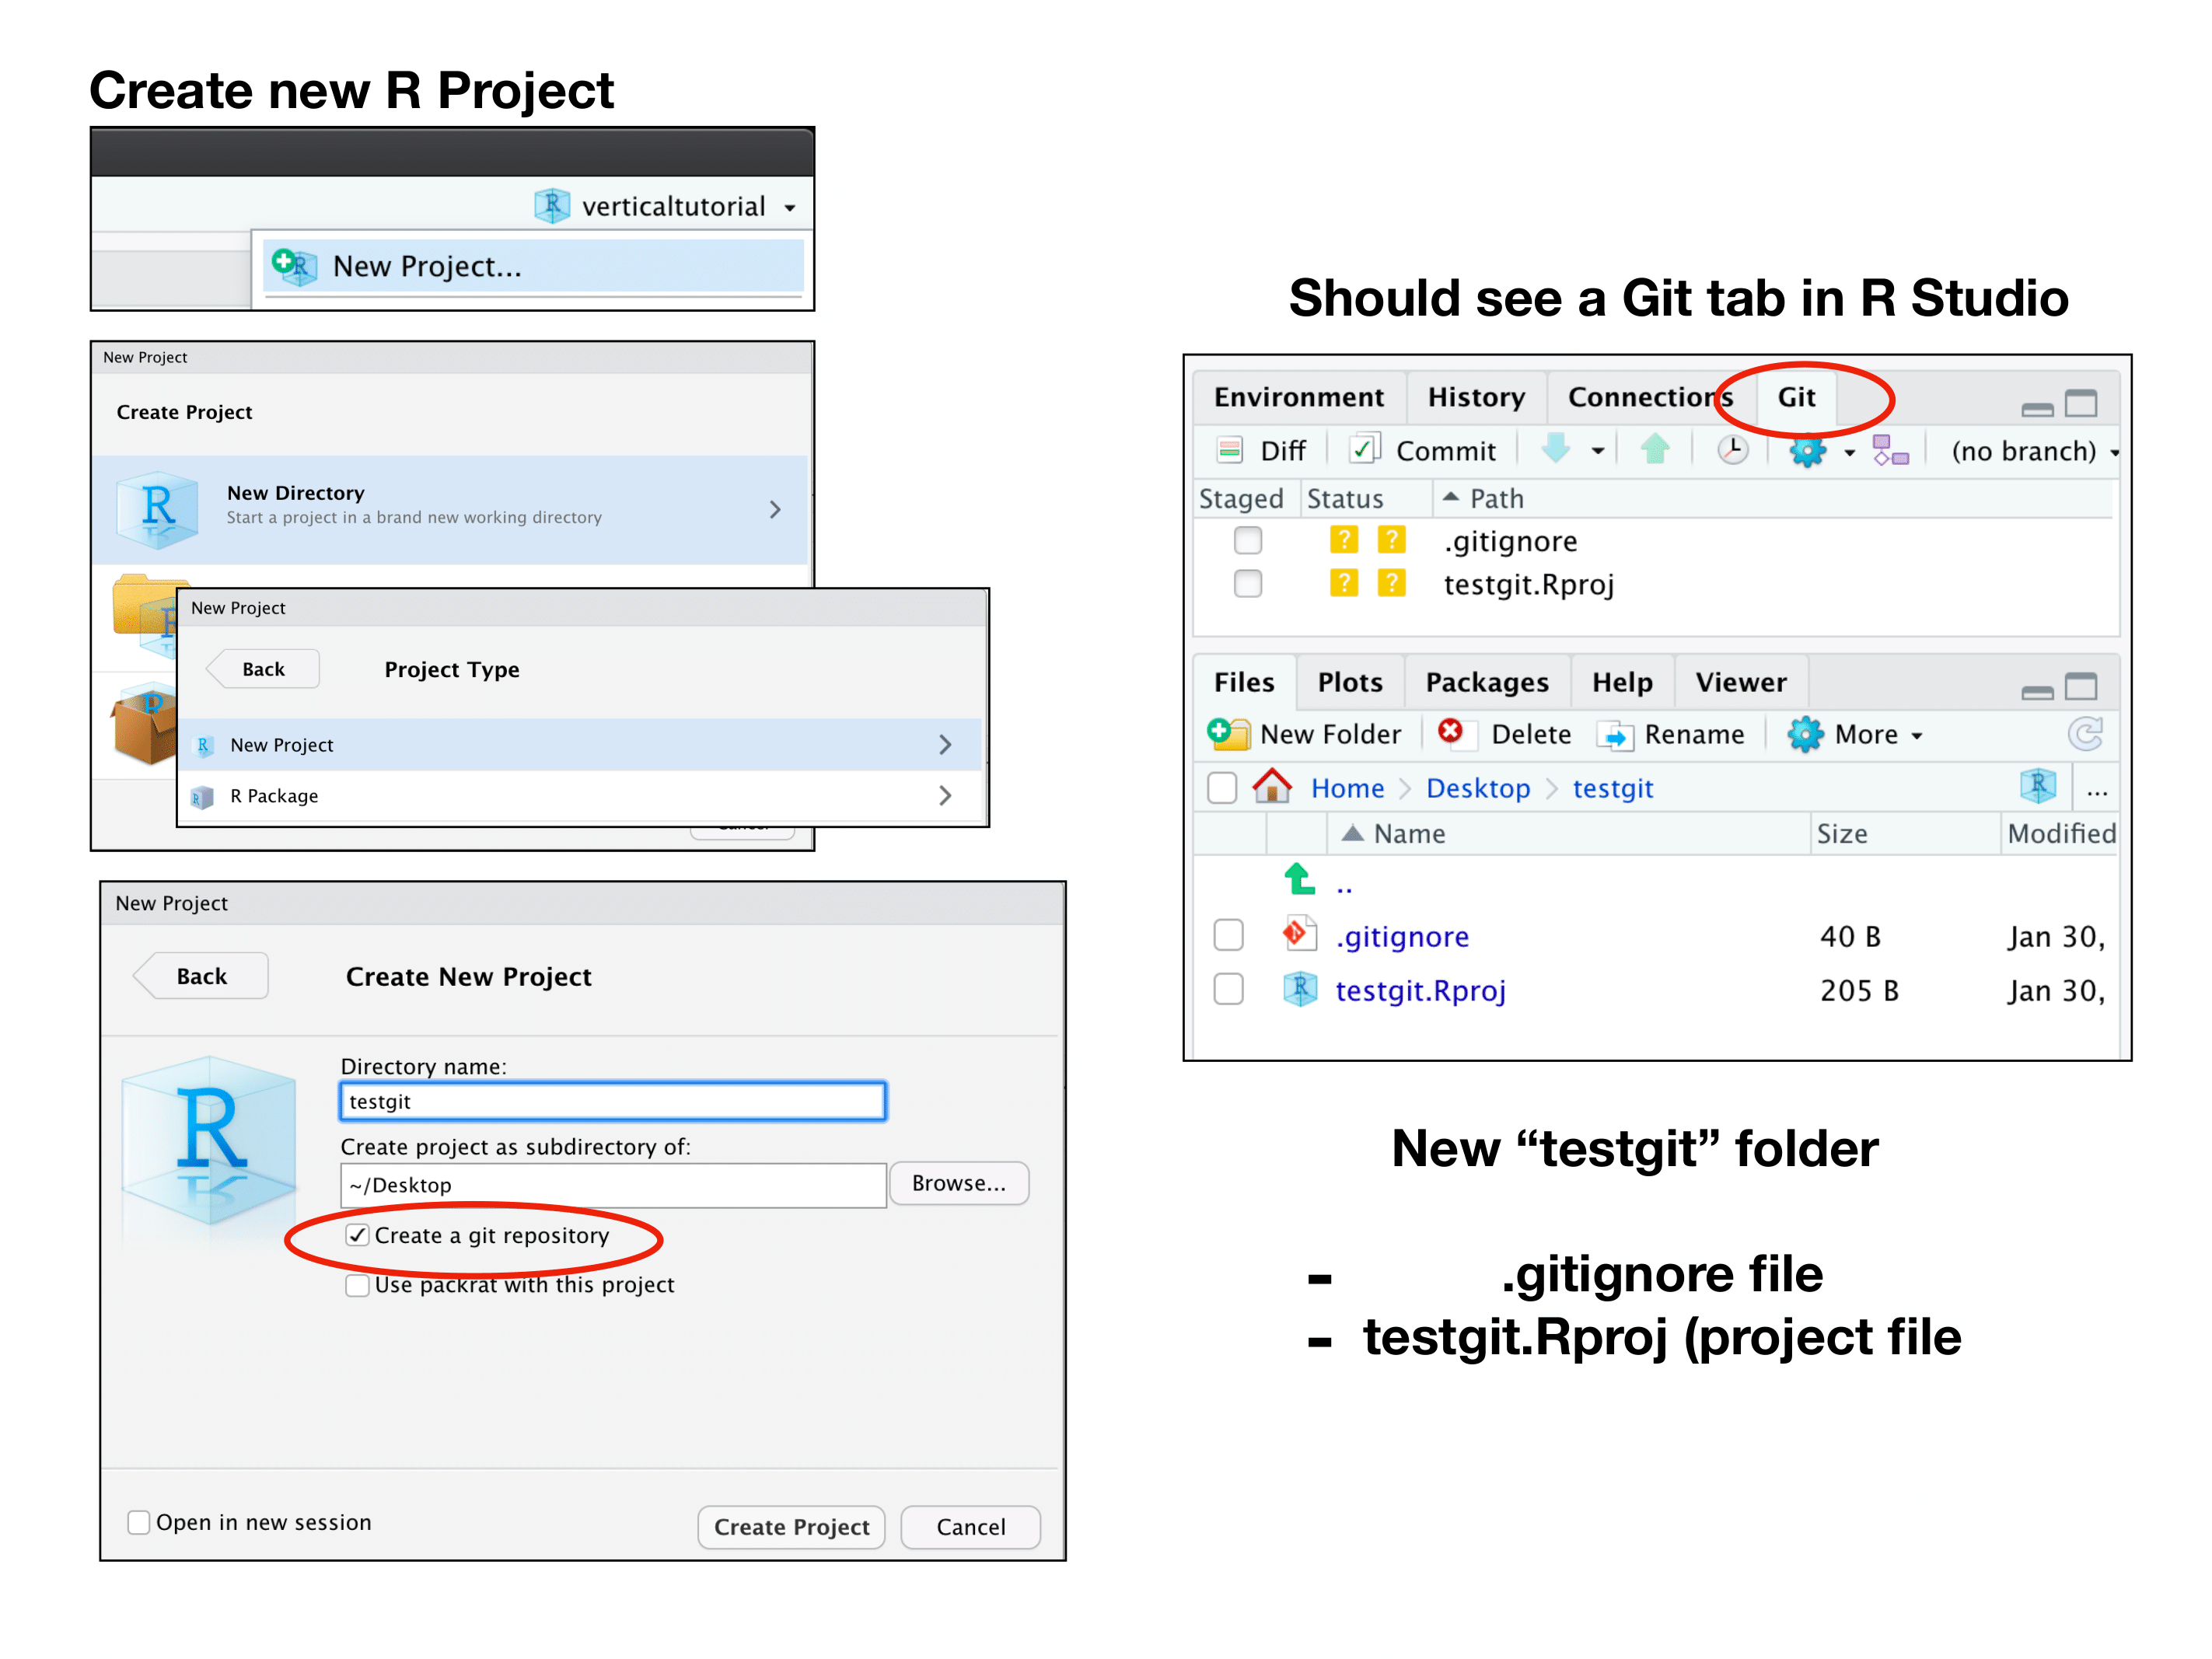 Create new R Project
verticaltutorial
New Project...
New Project
Create Project
New Directory
Start a project in a brand new working directory
New Project
Back Project Type
New Project
R Package
New Project
Back Create New Project
Directory name:
testgit
Create project as subdirectory of:
~/Desktop Browse...
Create a git repository
Use packrat with this project
Open in new session Create Project Cancel
Should see a Git tab in R Studio
Environment History Connections Git
Diff Commit (no branch)
Staged Status Path
.gitignore
testgit.Rproj
Files Plots Packages Help Viewer
New Folder Delete Rename More
Home Desktop testgit ...
Name Size Modified
..
.gitignore 40 B Jan 30,
testgit.Rproj 205 B Jan 30,
New “testgit” folder
- .gitignore file
- testgit.Rproj (project file